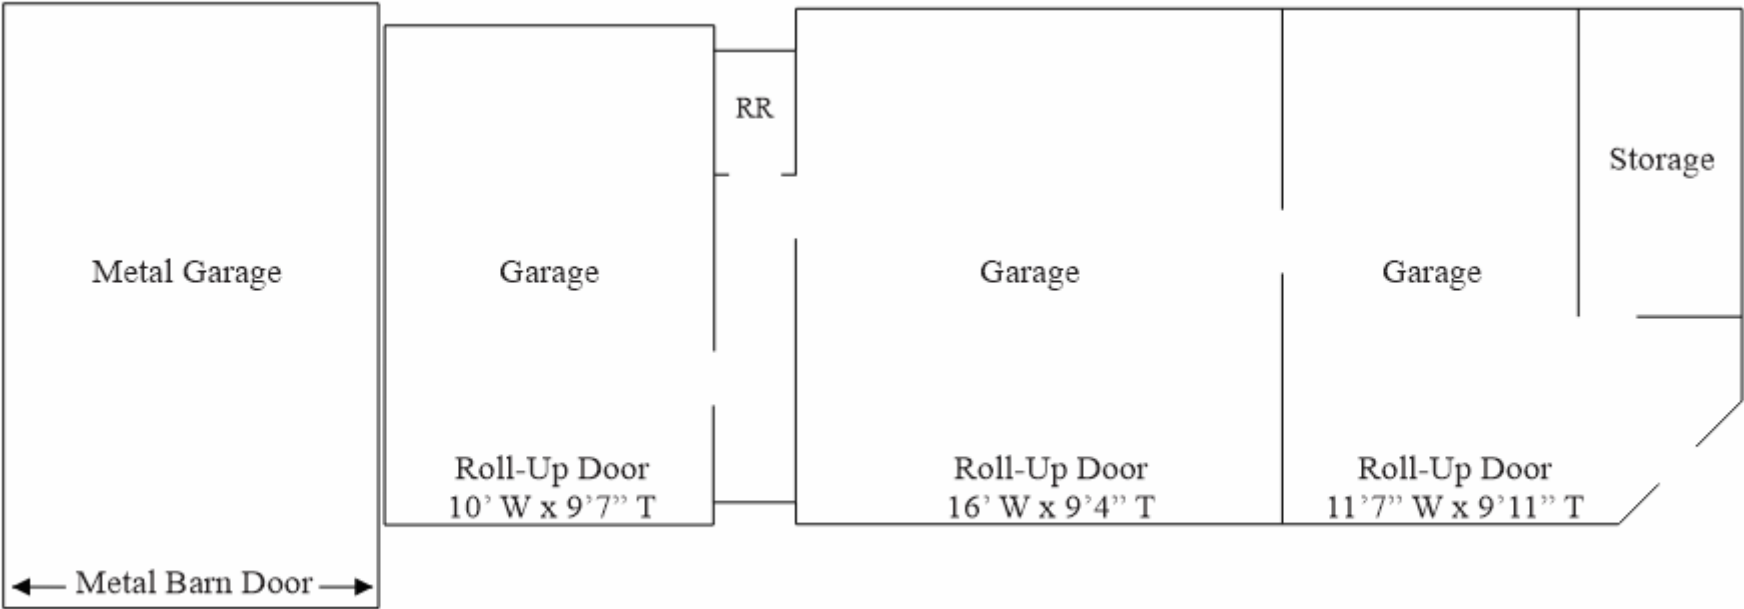 RR
Storage
Metal Garage
Garage
Garage
Garage
Roll-Up Door
10’ W x 9’7” T
Roll-Up Door
16’ W x 9’4” T
Roll-Up Door
11’7” W x 9’11” T
Metal Barn Door